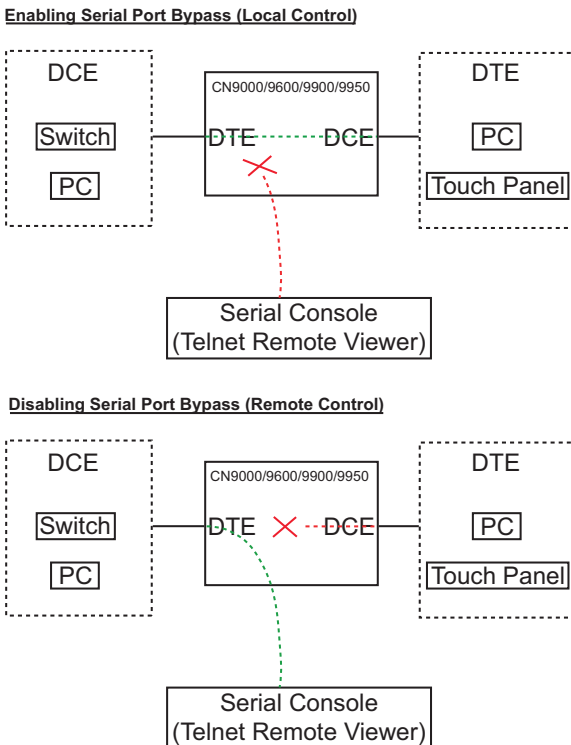 Enabling Serial Port Bypass (Local Control)
DCE
CN9000/9600/9900/9950
DTE
Switch
DTE
DCE
PC
PC
Touch Panel
Serial Console
(Telnet Remote Viewer)
Disabling Serial Port Bypass (Remote Control)
DCE
CN9000/9600/9900/9950
DTE
Switch
DTE
DCE
PC
PC
Touch Panel
Serial Console
(Telnet Remote Viewer)